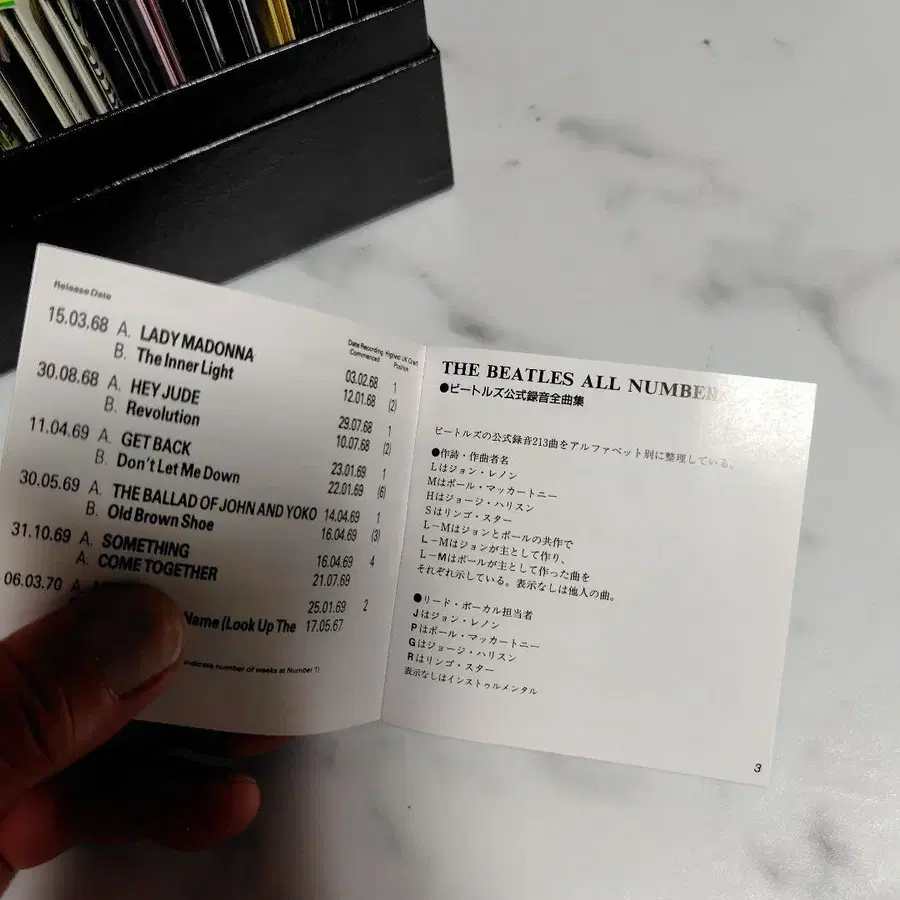 Release Date
Date Recording Commenced
Highest UK Chart Position
15.03.68 A. LADY MADONNA 03.02.68 1
B. The Inner Light 12.01.68 (2)
30.08.68 A. HEY JUDE 29.07.68 1
B. Revolution 10.07.68 (2)
11.04.69 A. GET BACK 23.01.69 1
B. Don't Let Me Down 22.01.69 (6)
30.05.69 A. THE BALLAD OF JOHN AND YOKO 14.04.69 1
B. Old Brown Shoe 16.04.69 (3)
31.10.69 A. SOMETHING 16.04.69 4
A. COME TOGETHER 21.07.69
06.03.70 A. 25.01.69 2
Name (Look Up The 17.05.67
indicate number of weeks at Number 1)
THE BEATLES ALL NUMBER
●ビートルズ公式録音全曲集
ビートルズの公式録音213曲をアルファベット別に整理している。
●作詩・作曲者名
Lはジョン・レノン
Mはポール・マッカートニー
Hはジョージ・ハリスン
Sはリンゴ・スター
L−Mはジョンとポールの共作で
L−Mはジョンが主として作り、
L−Mはポールが主として作った曲を
それぞれ示している。表示なしは他人の曲。
●リード・ボーカル担当者
Jはジョン・レノン
Pはポール・マッカートニー
Gはジョージ・ハリスン
Rはリンゴ・スター
表示なしはインストゥルメンタル
3